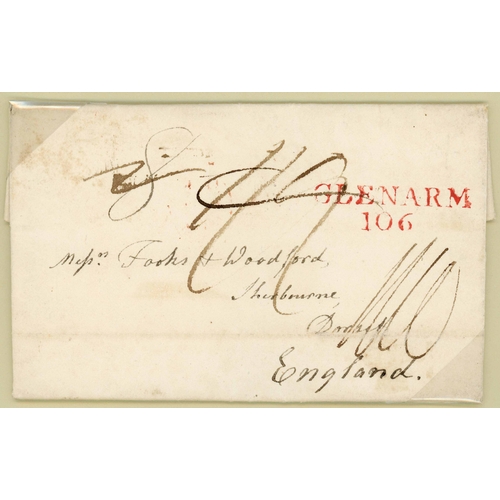 GLENARM
106
Messrs Fooks & Woodford,
Sherbourne,
Dorset
England.